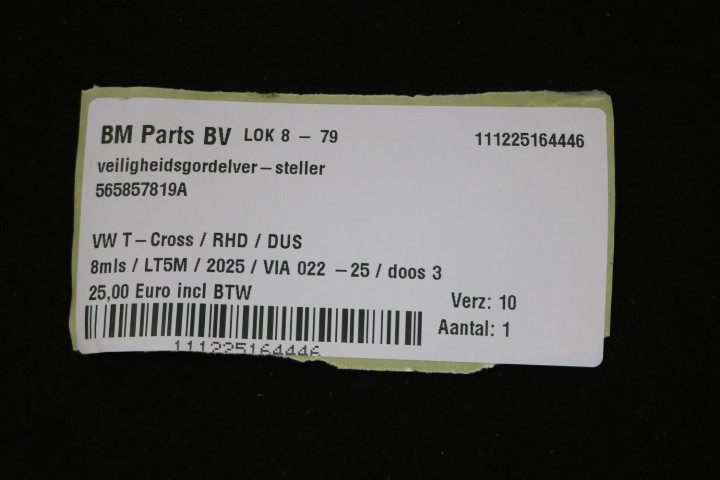 BM Parts BV LOK 8 – 79 111225164446
veiligheidsgordelver – steller
565857819A
VW T – Cross / RHD / DUS
8mls / LT5M / 2025 / VIA 022 – 25 / doos 3
25,00 Euro incl BTW
Verz: 10
Aantal: 1
111225164446